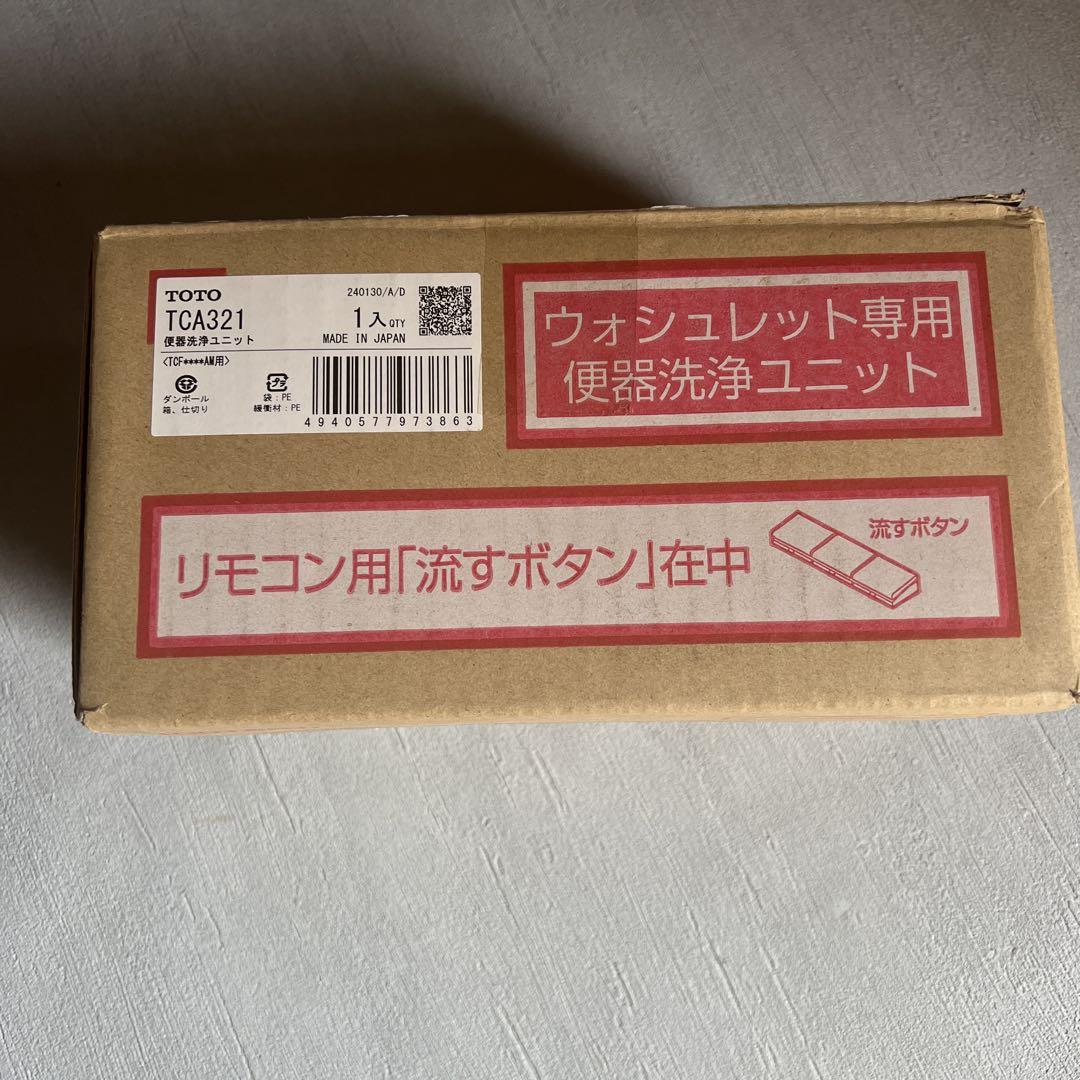 TOTO
240130/A/D
TCA321
1入QTY
便器洗浄ユニット
MADE IN JAPAN
〈TCF****AM用〉
プラ
ダンボール
箱、仕切り
袋:PE
緩衝材:PE
4940577973863
ウォシュレット専用
便器洗浄ユニット
リモコン用「流すボタン」在中
流すボタン